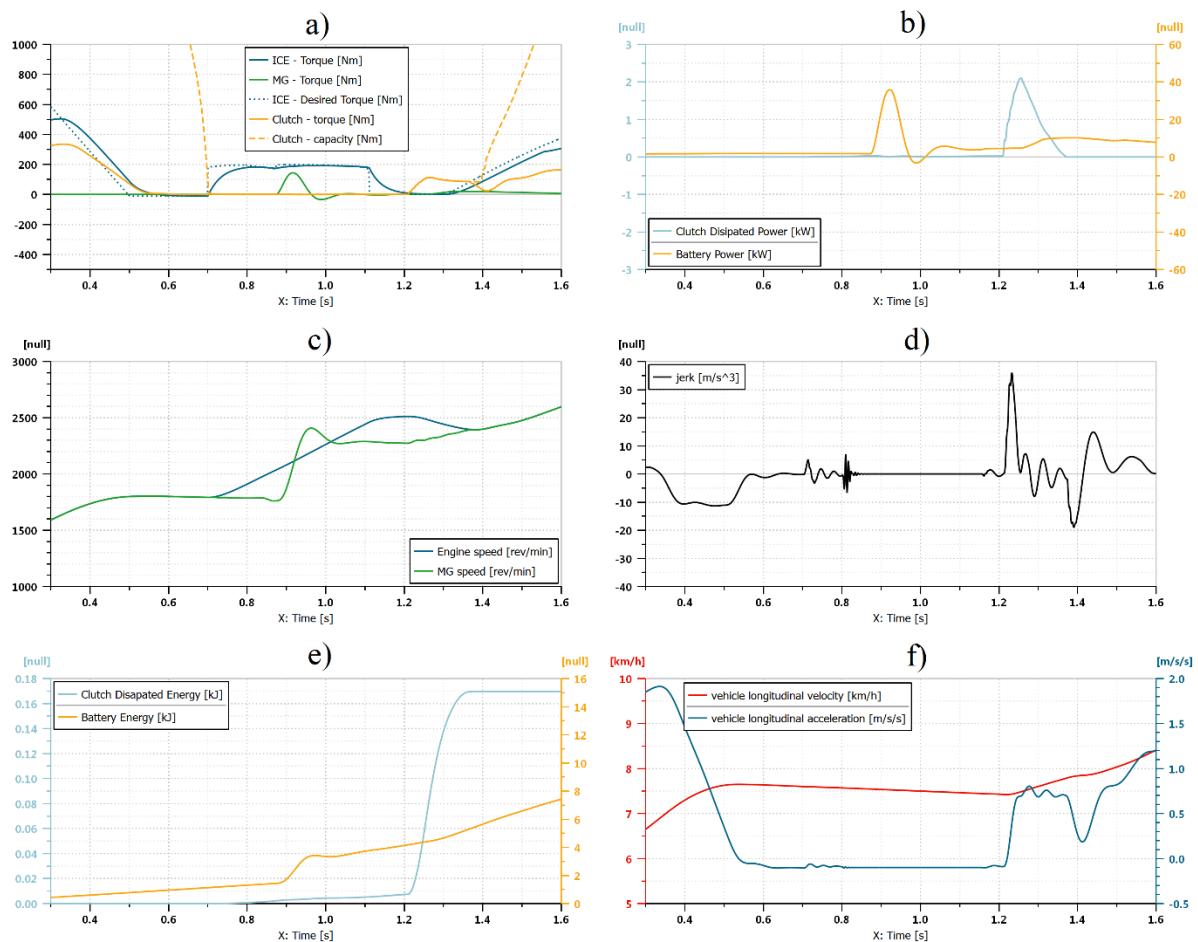 a)
1000
800
600
400
200
0
-200
-400
ICE - Torque [Nm]
MG - Torque [Nm]
ICE - Desired Torque [Nm]
Clutch - torque [Nm]
Clutch - capacity [Nm]
0.4 0.6 0.8 1.0 1.2 1.4 1.6
X: Time [s]
b)
[null] [null]
3 60
2 40
1 20
0 0
-1 -20
-2 -40
-3 -60
Clutch Disipated Power [kW]
Battery Power [kW]
0.4 0.6 0.8 1.0 1.2 1.4 1.6
X: Time [s]
c)
[null]
3000
2500
2000
1800
1400
1000
Engine speed [rev/min]
MG speed [rev/min]
0.4 0.6 0.8 1.0 1.2 1.4 1.6
X: Time [s]
d)
[null]
40
30
20
10
0
-10
-20
-30
-40
jerk [m/s^3]
0.4 0.6 0.8 1.0 1.2 1.4 1.6
X: Time [s]
e)
[null] [null]
0.18 16
0.16 14
0.14 12
0.12 10
0.10 8
0.08 6
0.06 4
0.04 2
0.02 0
0.00
Clutch Disapated Energy [kJ]
Battery Energy [kJ]
0.4 0.6 0.8 1.0 1.2 1.4 1.6
X: Time [s]
f)
[km/h] [m/s/s]
10 2.0
9 1.5
8 1.0
7 0.5
6 -0.0
5 -0.5
vehicle longitudinal velocity [km/h]
vehicle longitudinal acceleration [m/s/s]
0.4 0.6 0.8 1.0 1.2 1.4 1.6
X: Time [s]